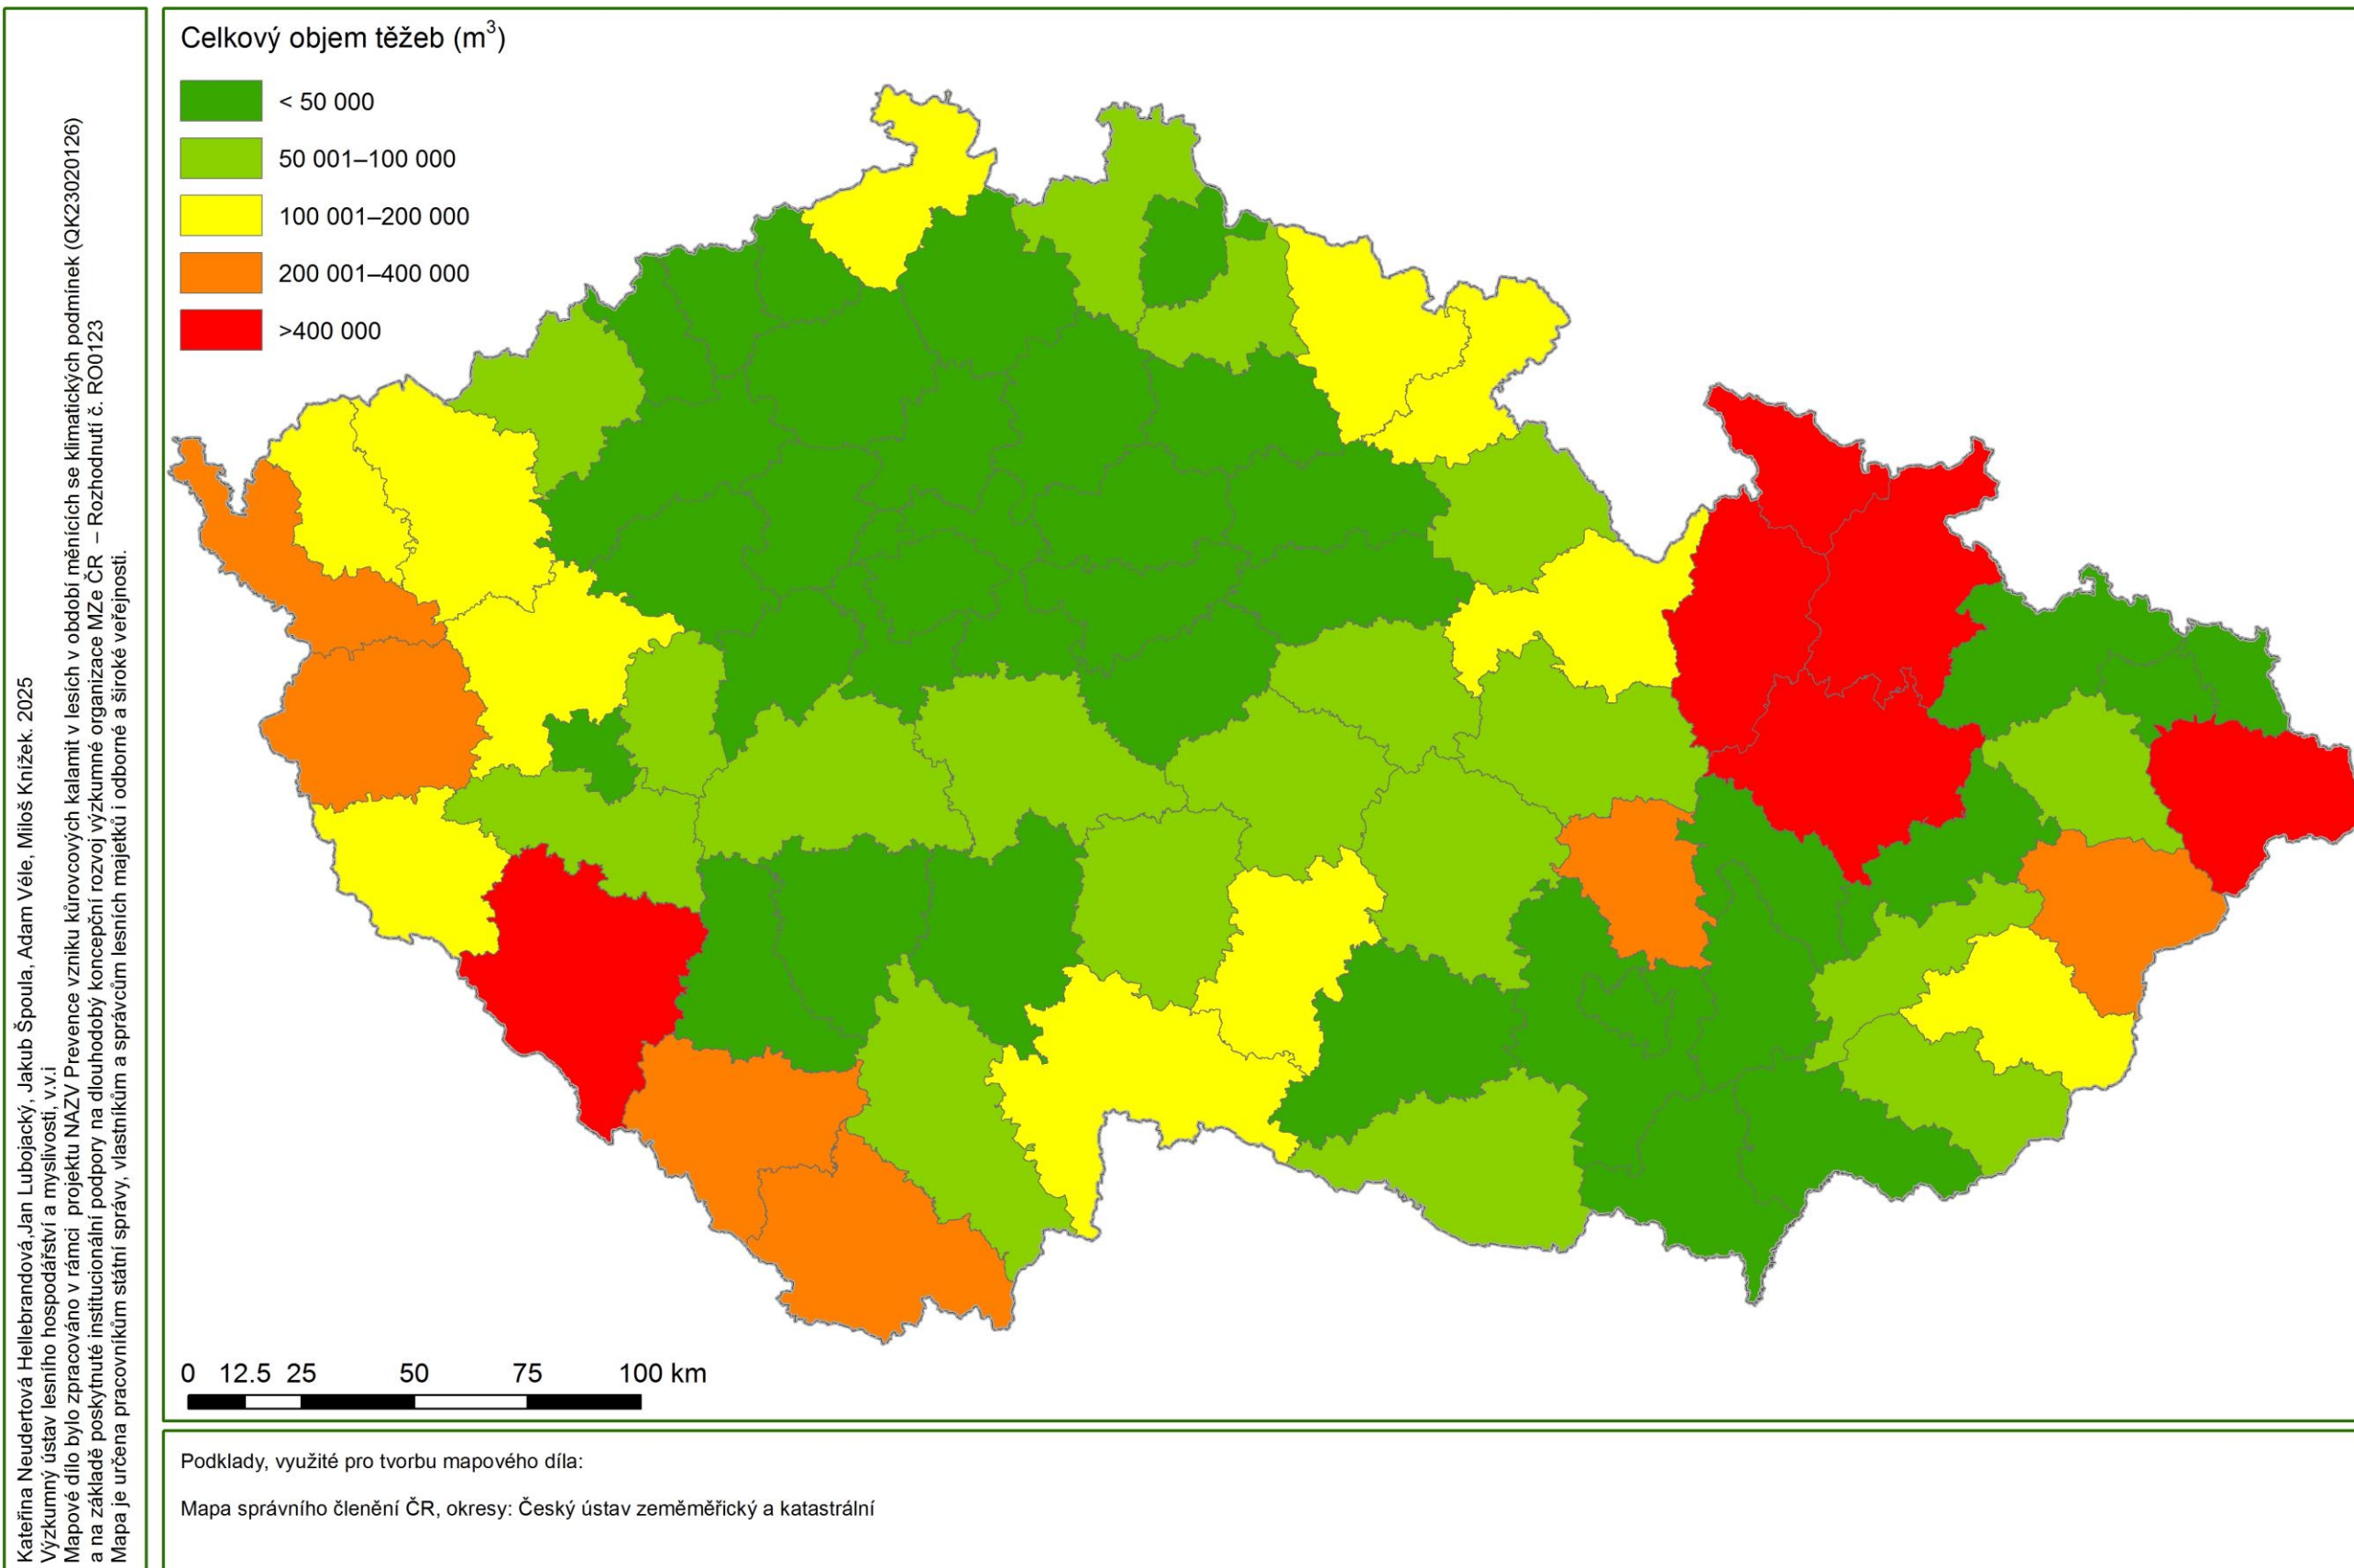 Celkový objem těžeb (m³)
< 50 000
50 001–100 000
100 001–200 000
200 001–400 000
>400 000
0 12.5 25 50 75 100 km
Podklady, využité pro tvorbu mapového díla:
Mapa správního členění ČR, okresy: Český ústav zeměměřický a katastrální
Kateřina Neudertová Hellebrandová,Jan Lubojacký, Jakub Špoula, Adam Véle, Miloš Knížek. 2025
Výzkumný ústav lesního hospodářství a myslivosti, v.v.i
Mapové dílo bylo zpracováno v rámci projektu NAZV Prevence vzniku kůrovcových kalamit v lesích v období měnících se klimatických podmínek (QK23020126)
a na základě poskytnuté institucionální podpory na dlouhodobý koncepční rozvoj výzkumné organizace MZe ČR – Rozhodnutí č. RO0123
Mapa je určena pracovníkům státní správy, vlastníkům a správcům lesních majetků i odborné a široké veřejnosti.